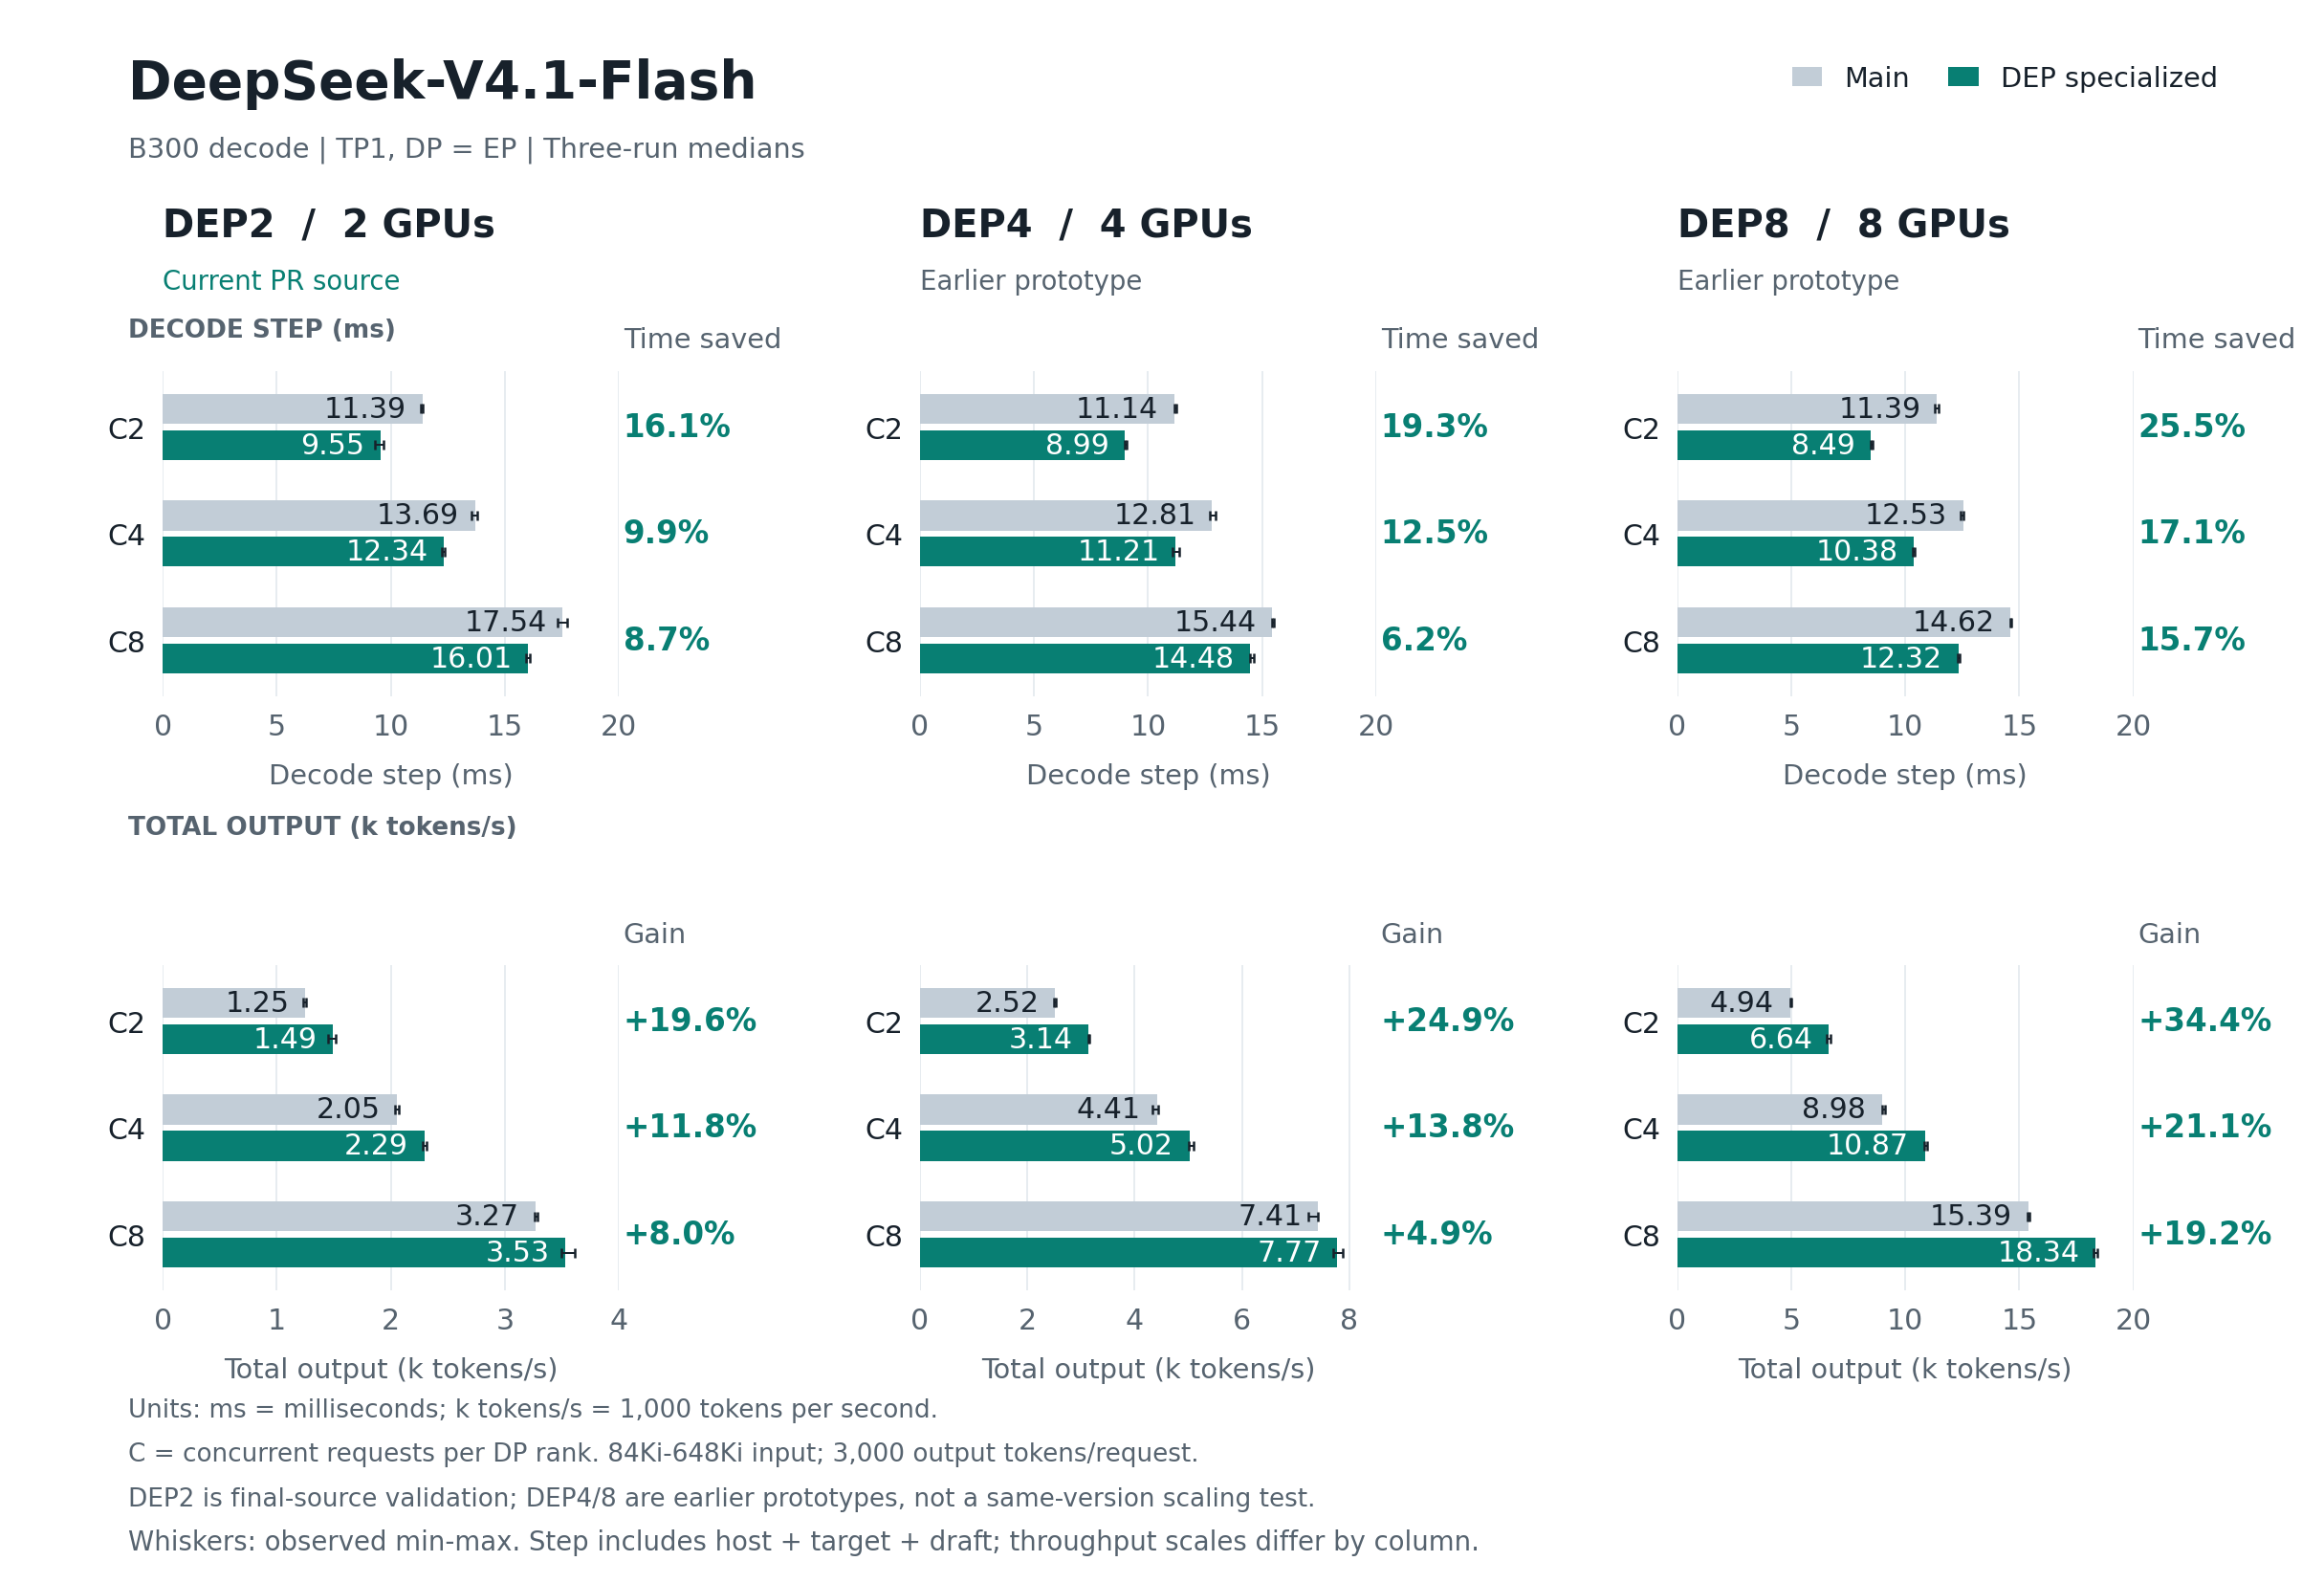 DeepSeek-V4.1-Flash
Main
DEP specialized
B300 decode | TP1, DP = EP | Three-run medians
DEP2 / 2 GPUs
DEP4 / 4 GPUs
DEP8 / 8 GPUs
Current PR source
Earlier prototype
Earlier prototype
DECODE STEP (ms)
Time saved
C2
11.39
9.55
16.1%
C4
13.69
12.34
9.9%
C8
17.54
16.01
8.7%
0 5 10 15 20
Decode step (ms)
Time saved
C2
11.14
8.99
19.3%
C4
12.81
11.21
12.5%
C8
15.44
14.48
6.2%
0 5 10 15 20
Decode step (ms)
Time saved
C2
11.39
8.49
25.5%
C4
12.53
10.38
17.1%
C8
14.62
12.32
15.7%
0 5 10 15 20
Decode step (ms)
TOTAL OUTPUT (k tokens/s)
Gain
C2
1.25
1.49
+19.6%
C4
2.05
2.29
+11.8%
C8
3.27
3.53
+8.0%
0 1 2 3 4
Total output (k tokens/s)
Gain
C2
2.52
3.14
+24.9%
C4
4.41
5.02
+13.8%
C8
7.41
7.77
+4.9%
0 2 4 6 8
Total output (k tokens/s)
Gain
C2
4.94
6.64
+34.4%
C4
8.98
10.87
+21.1%
C8
15.39
18.34
+19.2%
0 5 10 15 20
Total output (k tokens/s)
Units: ms = milliseconds; k tokens/s = 1,000 tokens per second.
C = concurrent requests per DP rank. 84Ki-648Ki input; 3,000 output tokens/request.
DEP2 is final-source validation; DEP4/8 are earlier prototypes, not a same-version scaling test.
Whiskers: observed min-max. Step includes host + target + draft; throughput scales differ by column.